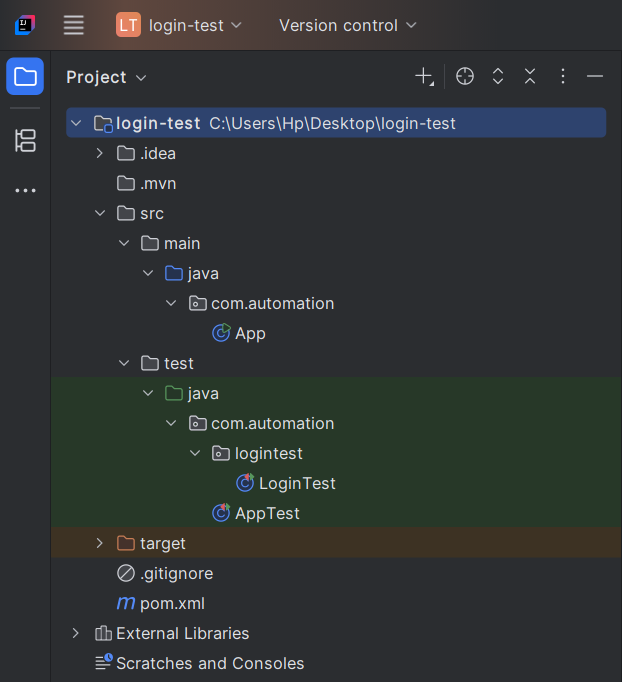 LT login-test Version control
Project
login-test C:\Users\Hp\Desktop\login-test
.idea
.mvn
src
main
java
com.automation
App
test
java
com.automation
logintest
LoginTest
AppTest
target
.gitignore
pom.xml
External Libraries
Scratches and Consoles